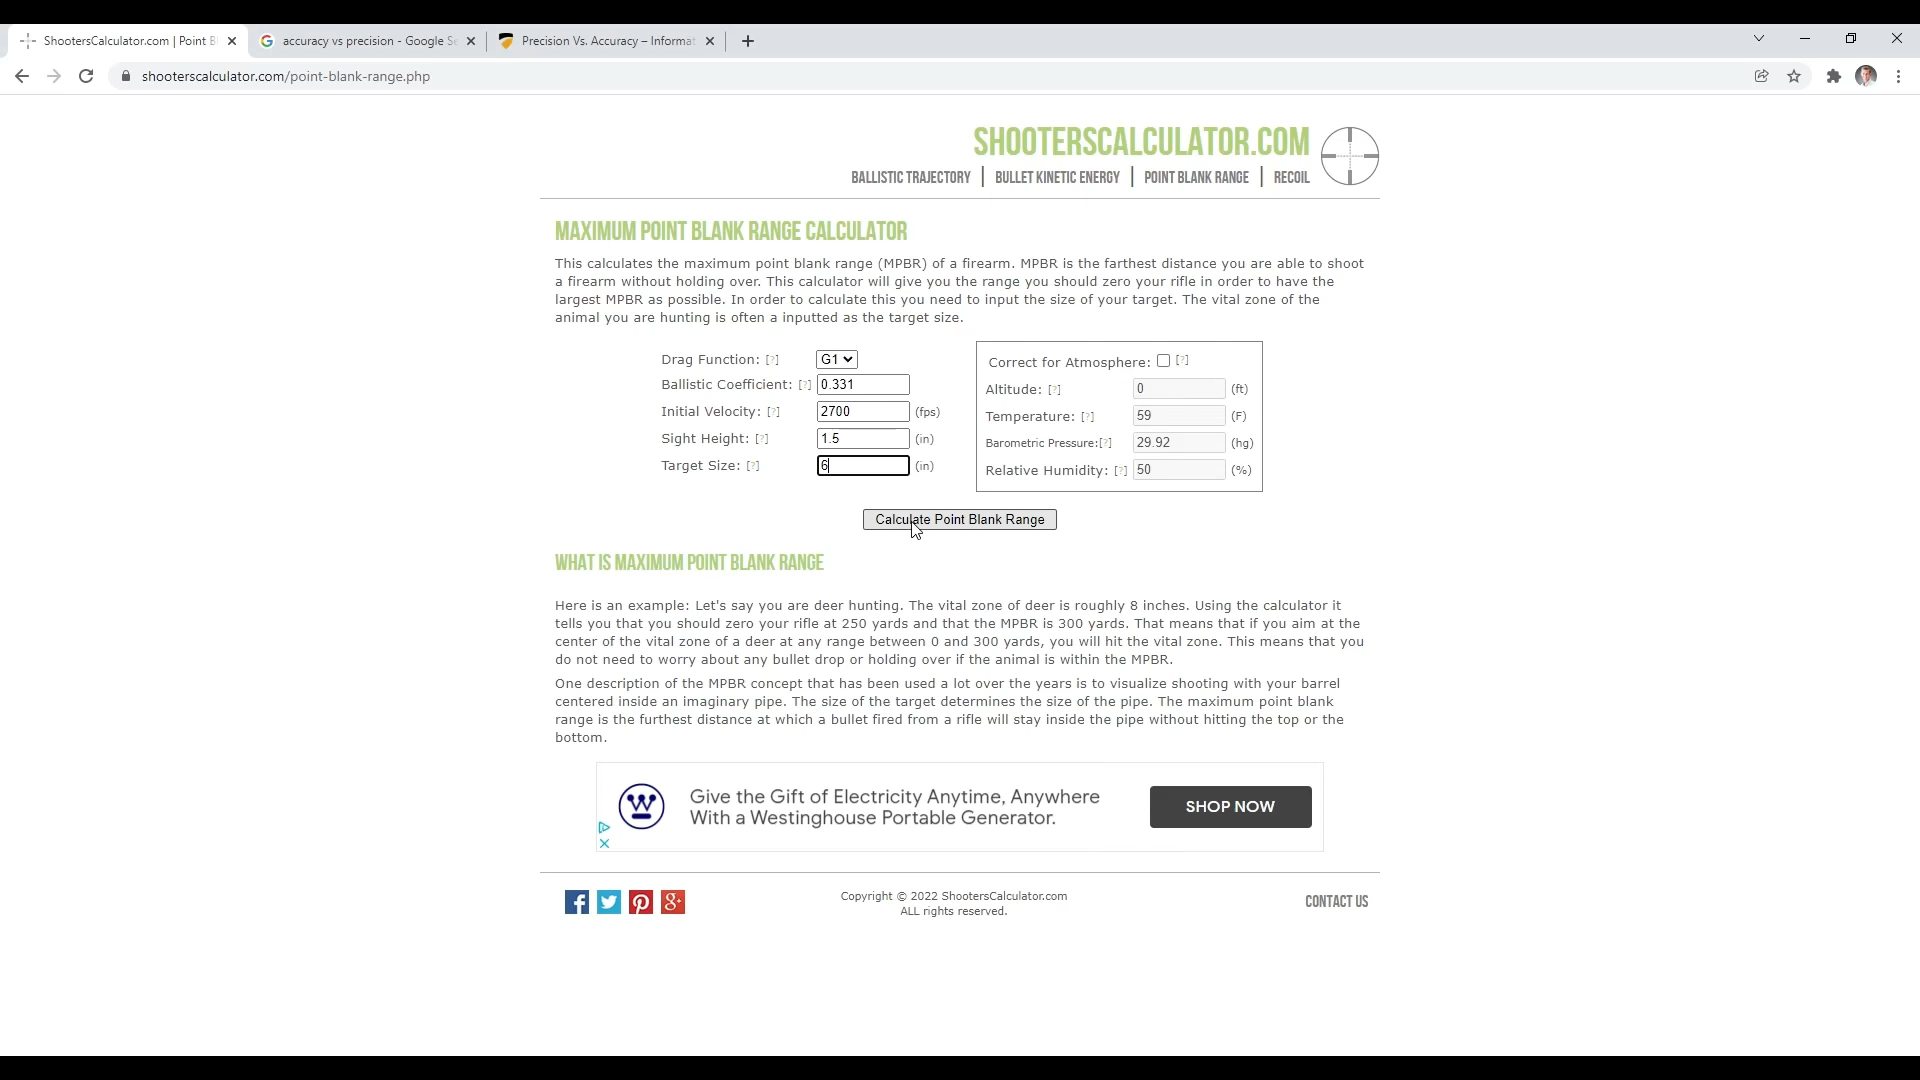 ShootersCalculator.com | Point B
accuracy vs precision - Google Se
Precision Vs. Accuracy – Informat
shooterscalculator.com/point-blank-range.php
SHOOTERSCALCULATOR.COM
BALLISTIC TRAJECTORY | BULLET KINETIC ENERGY | POINT BLANK RANGE | RECOIL
MAXIMUM POINT BLANK RANGE CALCULATOR
This calculates the maximum point blank range (MPBR) of a firearm. MPBR is the farthest distance you are able to shoot
a firearm without holding over. This calculator will give you the range you should zero your rifle in order to have the
largest MPBR as possible. In order to calculate this you need to input the size of your target. The vital zone of the
animal you are hunting is often a inputted as the target size.
Drag Function: [?] G1
Ballistic Coefficient: [?] 0.331
Initial Velocity: [?] 2700 (fps)
Sight Height: [?] 1.5 (in)
Target Size: [?] 6 (in)
Correct for Atmosphere: [?]
Altitude: [?] 0 (ft)
Temperature: [?] 59 (F)
Barometric Pressure:[?] 29.92 (hg)
Relative Humidity: [?] 50 (%)
Calculate Point Blank Range
WHAT IS MAXIMUM POINT BLANK RANGE
Here is an example: Let's say you are deer hunting. The vital zone of deer is roughly 8 inches. Using the calculator it
tells you that you should zero your rifle at 250 yards and that the MPBR is 300 yards. That means that if you aim at the
center of the vital zone of a deer at any range between 0 and 300 yards, you will hit the vital zone. This means that you
do not need to worry about any bullet drop or holding over if the animal is within the MPBR.
One description of the MPBR concept that has been used a lot over the years is to visualize shooting with your barrel
centered inside an imaginary pipe. The size of the target determines the size of the pipe. The maximum point blank
range is the furthest distance at which a bullet fired from a rifle will stay inside the pipe without hitting the top or the
bottom.
Give the Gift of Electricity Anytime, Anywhere
With a Westinghouse Portable Generator.
SHOP NOW
Copyright © 2022 ShootersCalculator.com
ALL rights reserved.
CONTACT US